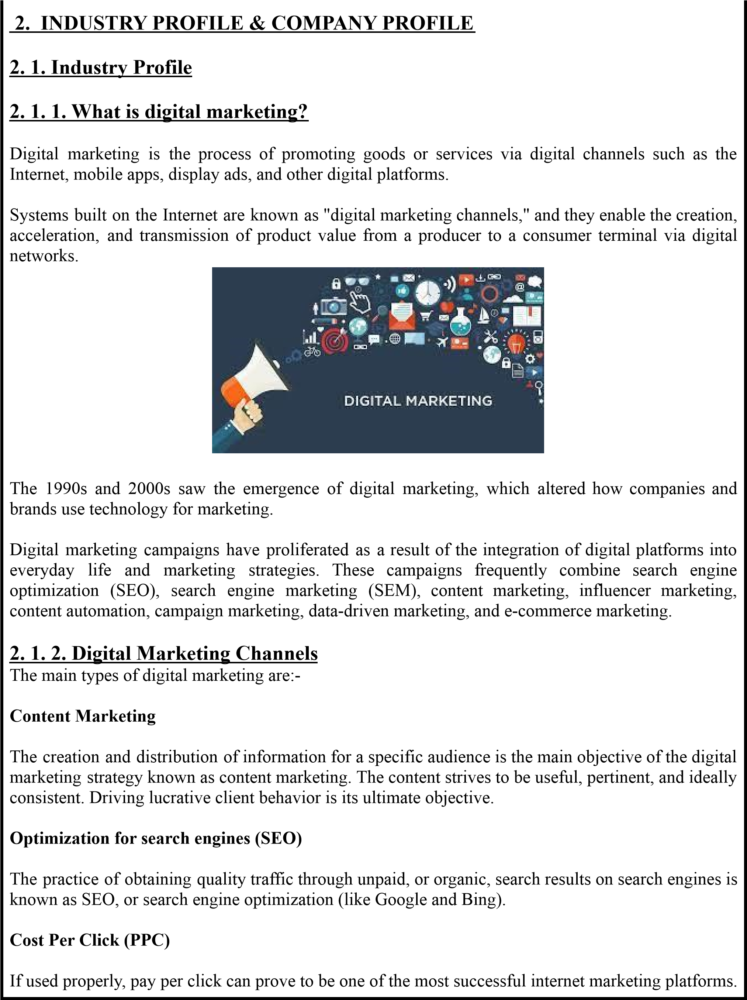 2. INDUSTRY PROFILE & COMPANY PROFILE
2. 1. Industry Profile
2. 1. 1. What is digital marketing?
Digital marketing is the process of promoting goods or services via digital channels such as the
Internet, mobile apps, display ads, and other digital platforms.
Systems built on the Internet are known as "digital marketing channels," and they enable the creation,
acceleration, and transmission of product value from a producer to a consumer terminal via digital
networks.
DIGITAL MARKETING
The 1990s and 2000s saw the emergence of digital marketing, which altered how companies and
brands use technology for marketing.
Digital marketing campaigns have proliferated as a result of the integration of digital platforms into
everyday life and marketing strategies. These campaigns frequently combine search engine
optimization (SEO), search engine marketing (SEM), content marketing, influencer marketing,
content automation, campaign marketing, data-driven marketing, and e-commerce marketing.
2. 1. 2. Digital Marketing Channels
The main types of digital marketing are:-
Content Marketing
The creation and distribution of information for a specific audience is the main objective of the digital
marketing strategy known as content marketing. The content strives to be useful, pertinent, and ideally
consistent. Driving lucrative client behavior is its ultimate objective.
Optimization for search engines (SEO)
The practice of obtaining quality traffic through unpaid, or organic, search results on search engines is
known as SEO, or search engine optimization (like Google and Bing).
Cost Per Click (PPC)
If used properly, pay per click can prove to be one of the most successful internet marketing platforms.